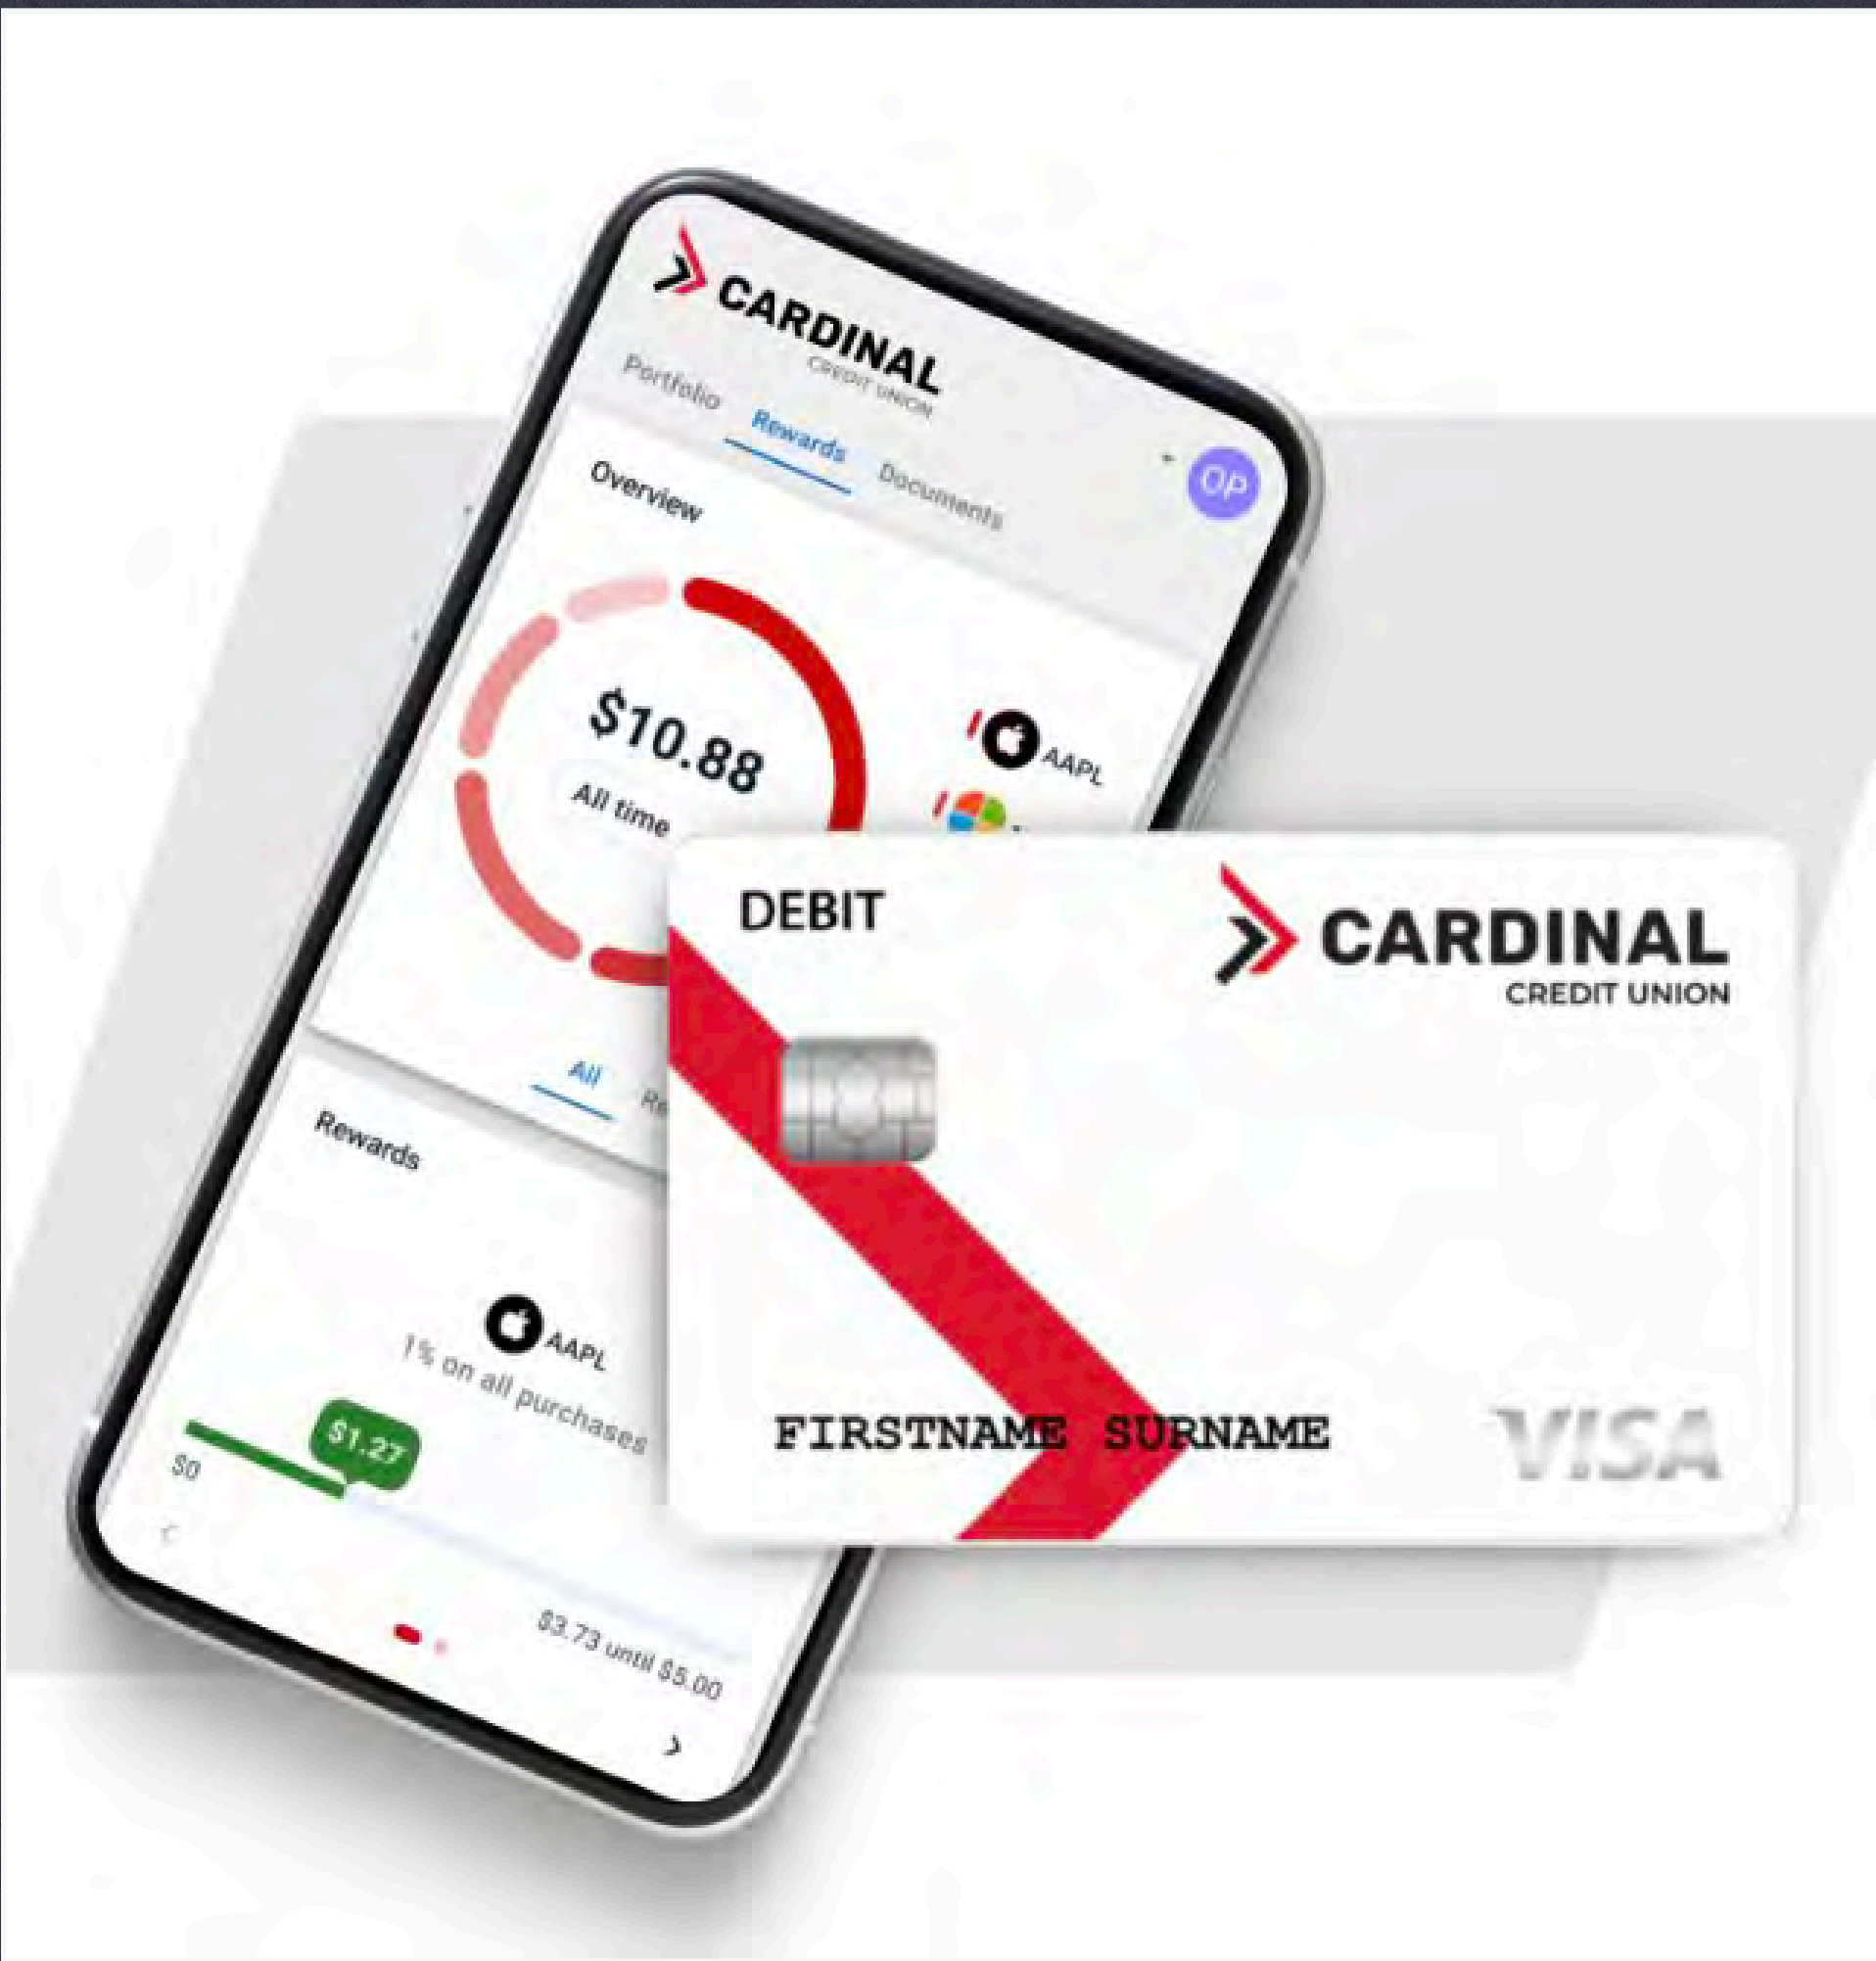 CARDINAL
CREDIT UNION
Portfolio Rewards Documents
OP
Overview
$10.88
All time
AAPL
All
Rewards
AAPL
1% on all purchases
$1.27
$0
$3.73 until $5.00
DEBIT
CARDINAL
CREDIT UNION
FIRSTNAME SURNAME
VISA